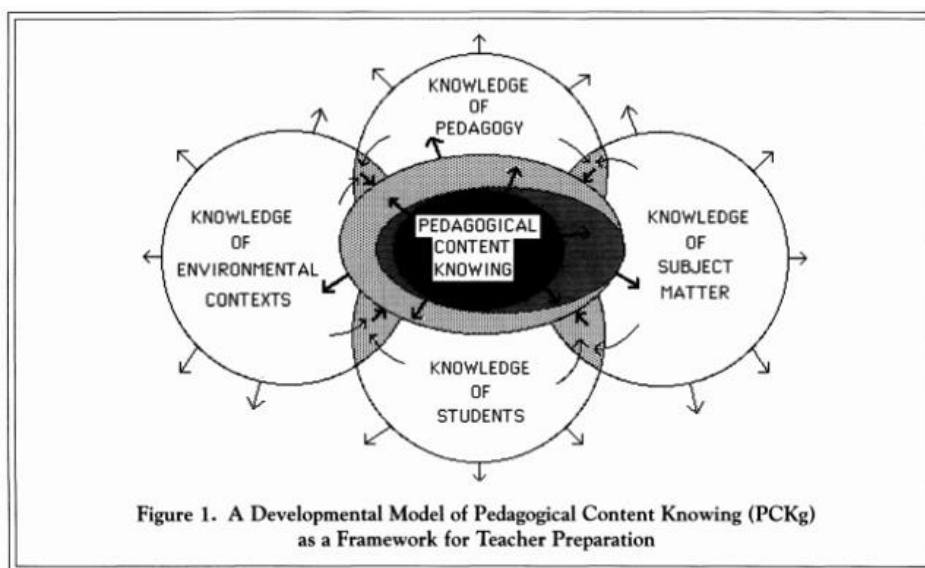 KNOWLEDGE
OF
PEDAGOGY
KNOWLEDGE
OF
ENVIRONMENTAL
CONTEXTS
PEDAGOGICAL
CONTENT
KNOWING
KNOWLEDGE
OF
SUBJECT
MATTER
KNOWLEDGE
OF
STUDENTS
Figure 1. A Developmental Model of Pedagogical Content Knowing (PCKg)
as a Framework for Teacher Preparation